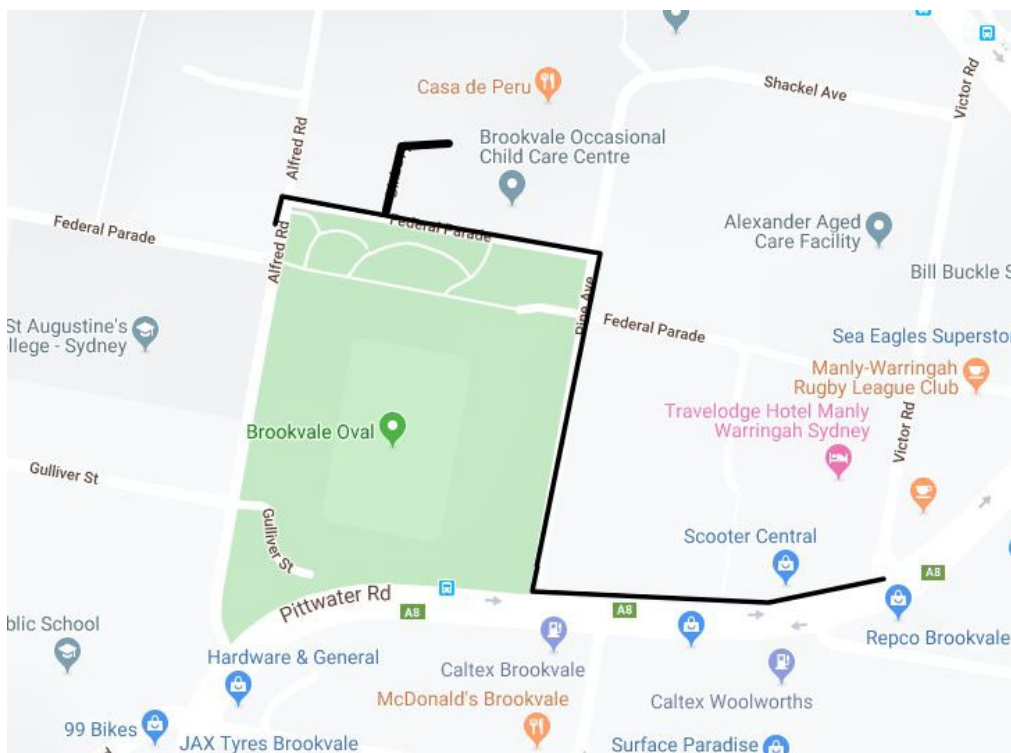 Casa de Peru
Shackel Ave
Victor Rd
Alfred Rd
Brookvale Occasional
Child Care Centre
Federal Parade
Federal Parade
Alfred Rd
Alexander Aged
Care Facility
Bill Buckle S
Pine Ave
Federal Parade
St Augustine's
llege - Sydney
Sea Eagles Superstor
Manly-Warringah
Rugby League Club
Travelodge Hotel Manly
Warringah Sydney
Victor Rd
Brookvale Oval
Gulliver St
Gulliver St
Scooter Central
Pittwater Rd
A8
A8
A8
blic School
Repco Brookvale
Hardware & General
Caltex Brookvale
Caltex Woolworths
McDonald's Brookvale
99 Bikes
JAX Tyres Brookvale
Surface Paradise